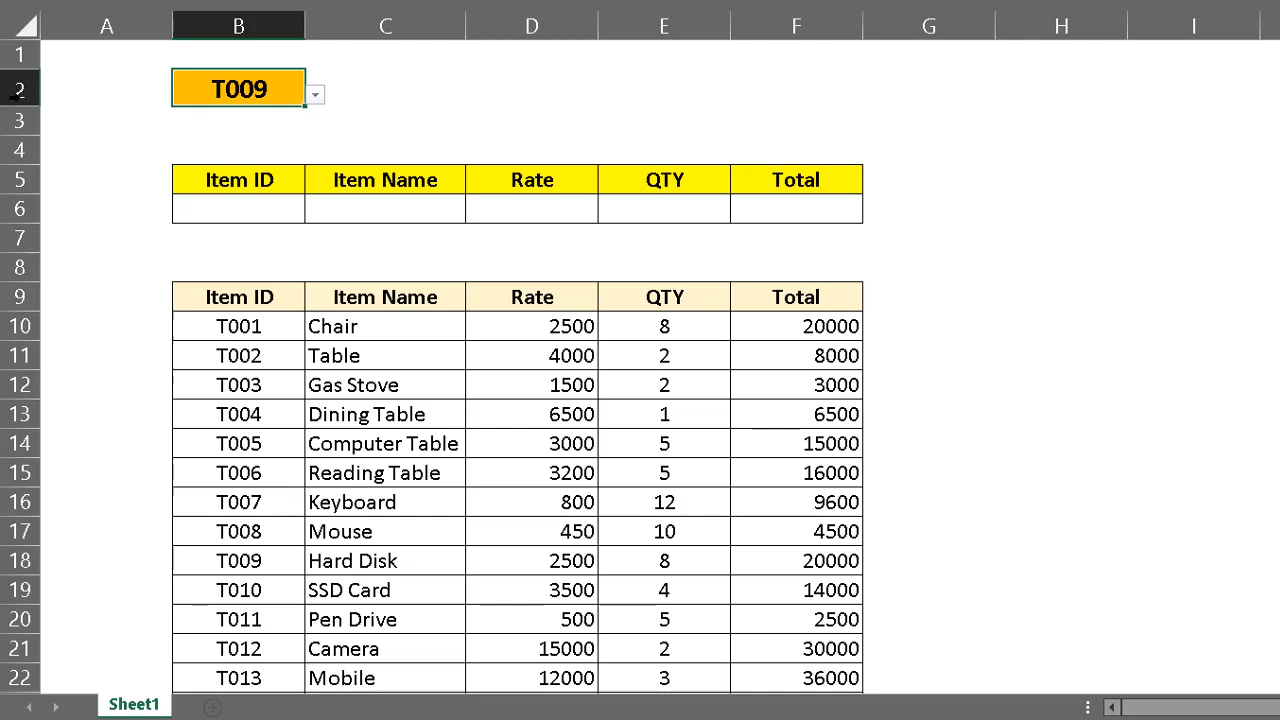 A B C D E F G H I
1
2 T009
3
4
5 Item ID Item Name Rate QTY Total
6
7
8
9 Item ID Item Name Rate QTY Total
10 T001 Chair 2500 8 20000
11 T002 Table 4000 2 8000
12 T003 Gas Stove 1500 2 3000
13 T004 Dining Table 6500 1 6500
14 T005 Computer Table 3000 5 15000
15 T006 Reading Table 3200 5 16000
16 T007 Keyboard 800 12 9600
17 T008 Mouse 450 10 4500
18 T009 Hard Disk 2500 8 20000
19 T010 SSD Card 3500 4 14000
20 T011 Pen Drive 500 5 2500
21 T012 Camera 15000 2 30000
22 T013 Mobile 12000 3 36000
Sheet1